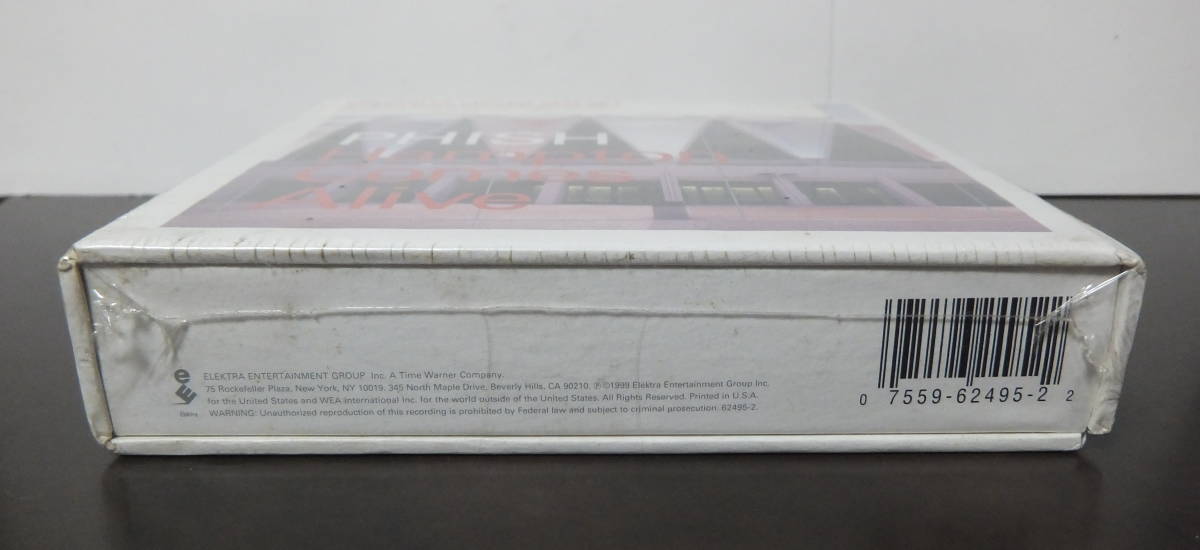 PHISH
Hampton
Comes
Alive
ELEKTRA ENTERTAINMENT GROUP Inc. A Time Warner Company.
75 Rockefeller Plaza, New York, NY 10019. 345 North Maple Drive, Beverly Hills, CA 90210. ℗©1999 Elektra Entertainment Group Inc.
for the United States and WEA International Inc. for the world outside of the United States. All Rights Reserved. Printed in U.S.A.
WARNING: Unauthorized reproduction of this recording is prohibited by Federal law and subject to criminal prosecution. 62495-2.
Elektra
0 7559-62495-2 2